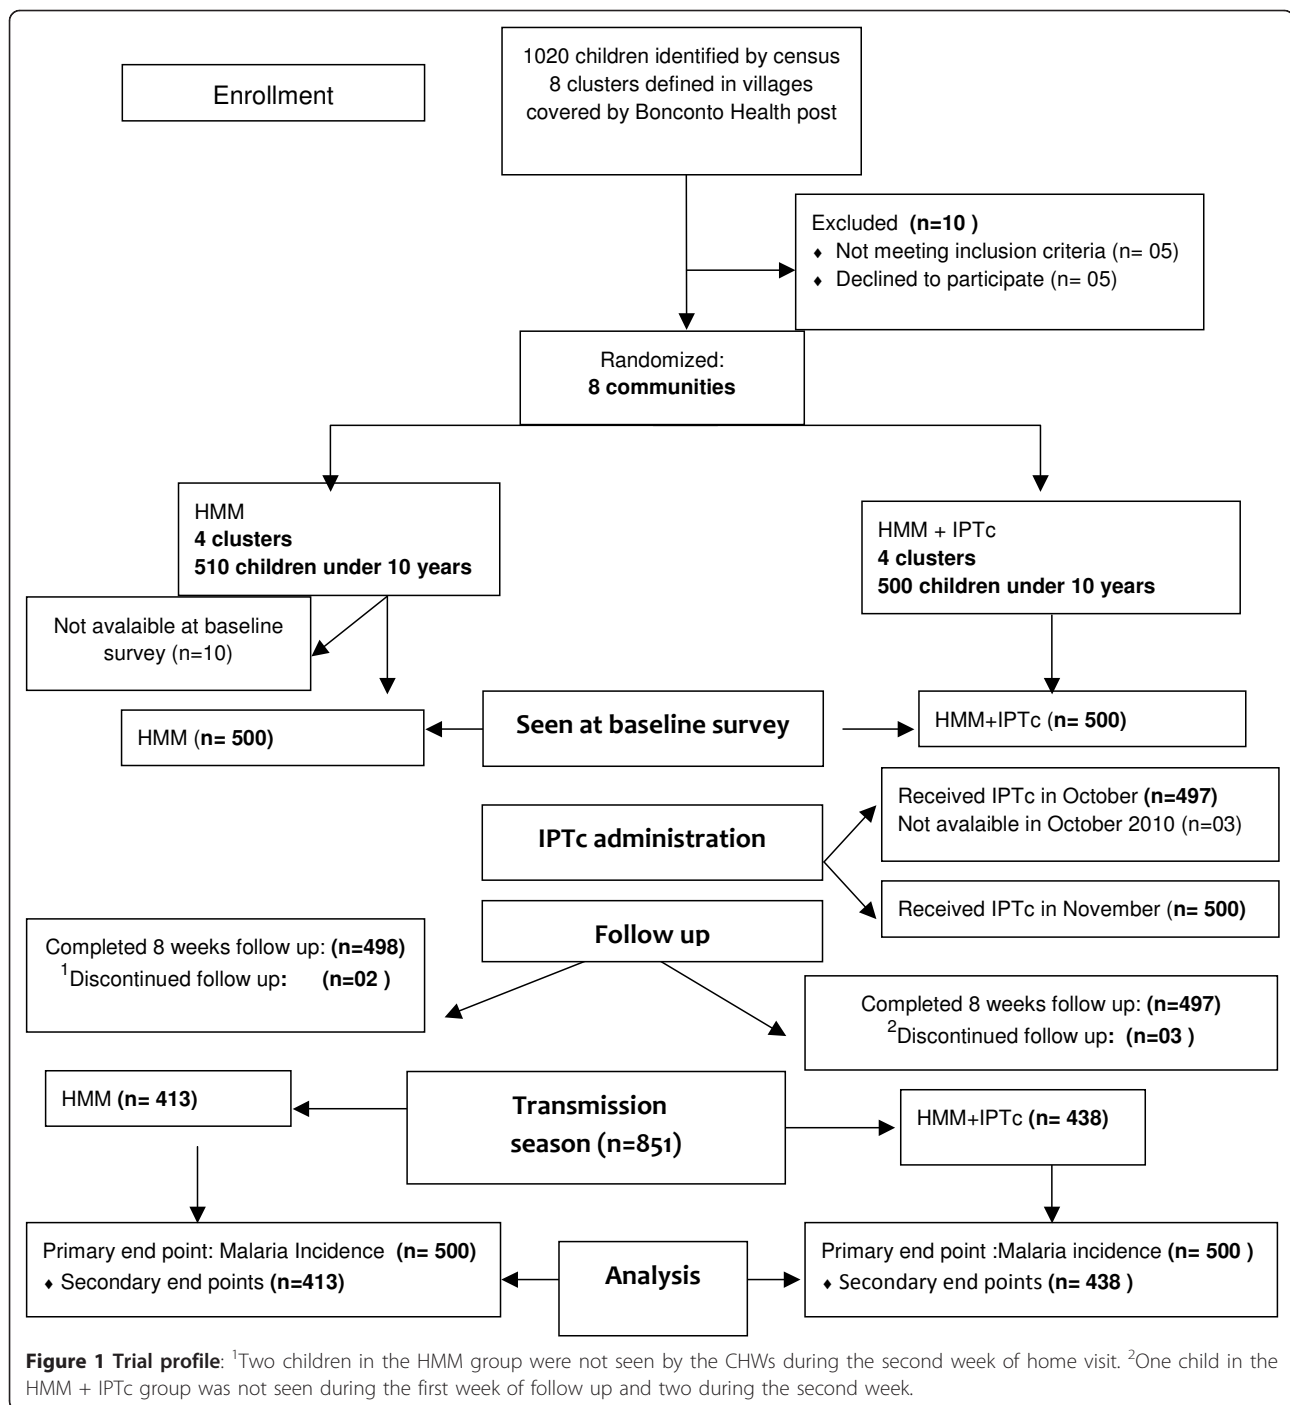 1020 children identified by census
8 clusters defined in villages
covered by Bonconto Health post
Enrollment
Excluded (n=10 )
♦ Not meeting inclusion criteria (n= 05)
♦ Declined to participate (n= 05)
Randomized:
8 communities
HMM
4 clusters
510 children under 10 years
HMM + IPTc
4 clusters
500 children under 10 years
Not avalaible at baseline
survey (n=10)
HMM (n= 500)
Seen at baseline survey
HMM+IPTc (n= 500)
IPTc administration
Received IPTc in October (n=497)
Not avalaible in October 2010 (n=03)
Received IPTc in November (n= 500)
Follow up
Completed 8 weeks follow up: (n=498)
1Discontinued follow up: (n=02 )
Completed 8 weeks follow up: (n=497)
2Discontinued follow up: (n=03 )
HMM (n= 413)
Transmission
season (n=851)
HMM+IPTc (n= 438)
Primary end point: Malaria Incidence (n= 500)
♦ Secondary end points (n=413)
Analysis
Primary end point :Malaria incidence (n= 500 )
♦ Secondary end points (n= 438 )
Figure 1 Trial profile: 1Two children in the HMM group were not seen by the CHWs during the second week of home visit. 2One child in the
HMM + IPTc group was not seen during the first week of follow up and two during the second week.